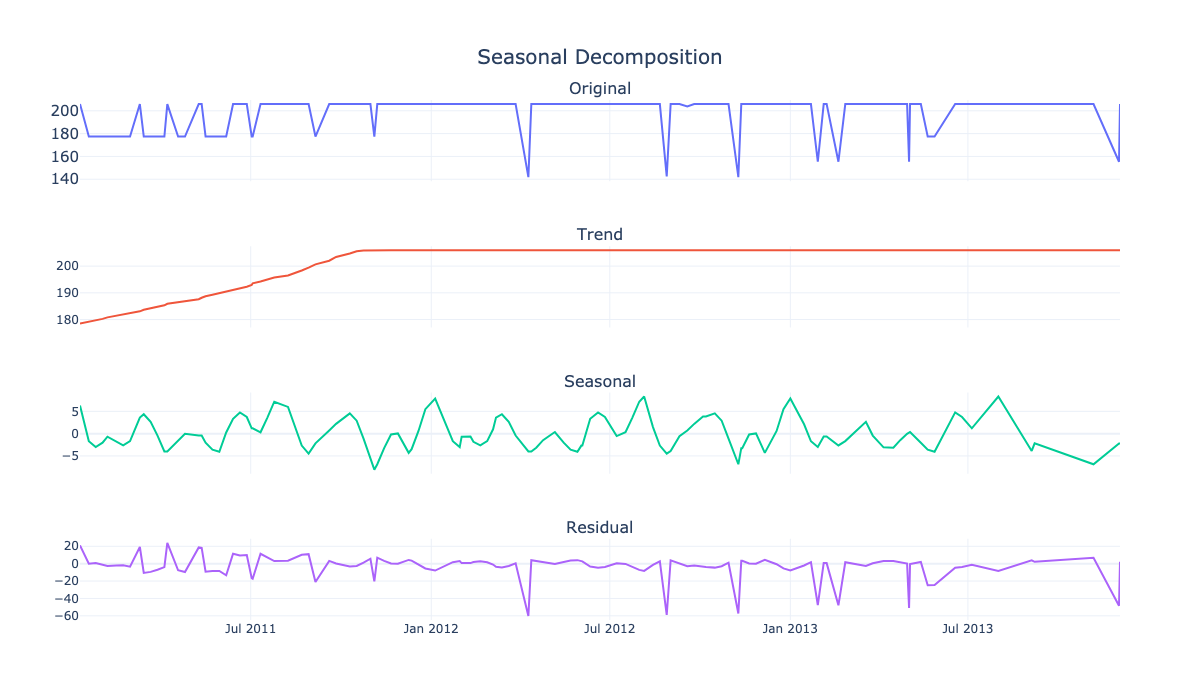 Seasonal Decomposition
Original
200
180
160
140
Trend
200
190
180
Seasonal
5
0
−5
Residual
20
0
−20
−40
−60
Jul 2011 Jan 2012 Jul 2012 Jan 2013 Jul 2013